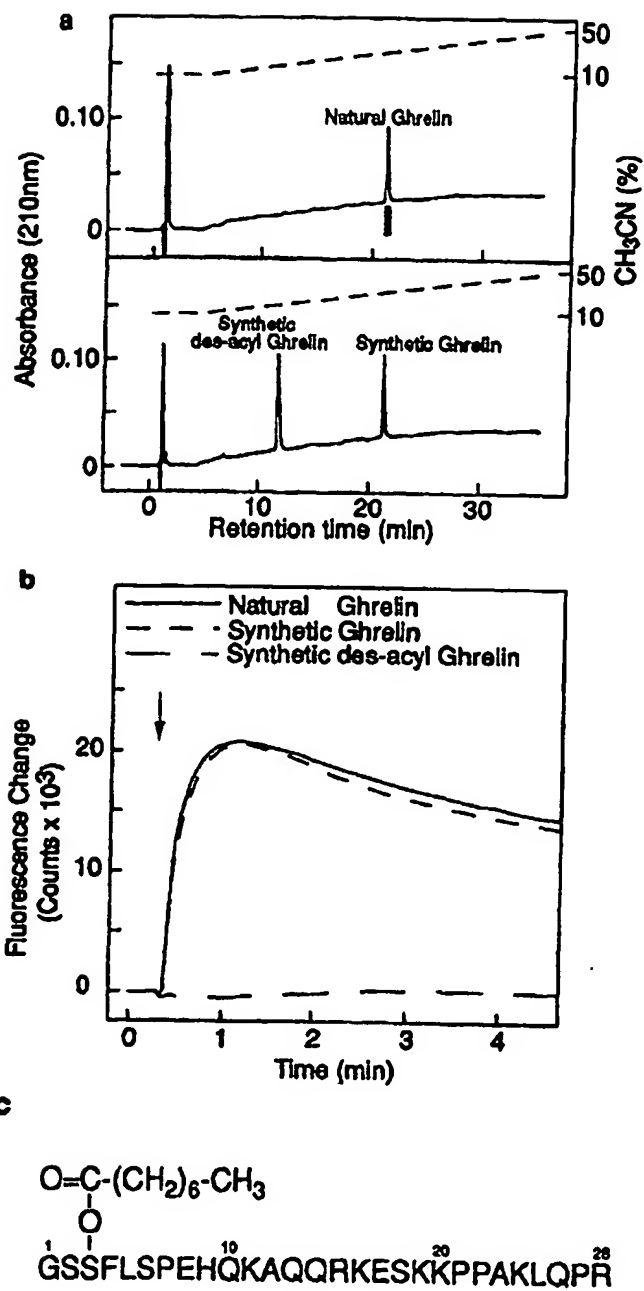 a
50
10
0.10
0
Natural Ghrelin
Absorbance (210nm)
CH3CN (%)
50
10
0.10
0
Synthetic
des-acyl Ghrelin
Synthetic Ghrelin
0 10 20 30
Retention time (min)
b
Natural Ghrelin
Synthetic Ghrelin
Synthetic des-acyl Ghrelin
Fluorescence Change
(Counts x 10³)
20
10
0
0 1 2 3 4
Time (min)
c
O=C-(CH2)6-CH3
O
1 10 20 28
GSSFLSPEHQKAQQRKESKKPPAKLQPR